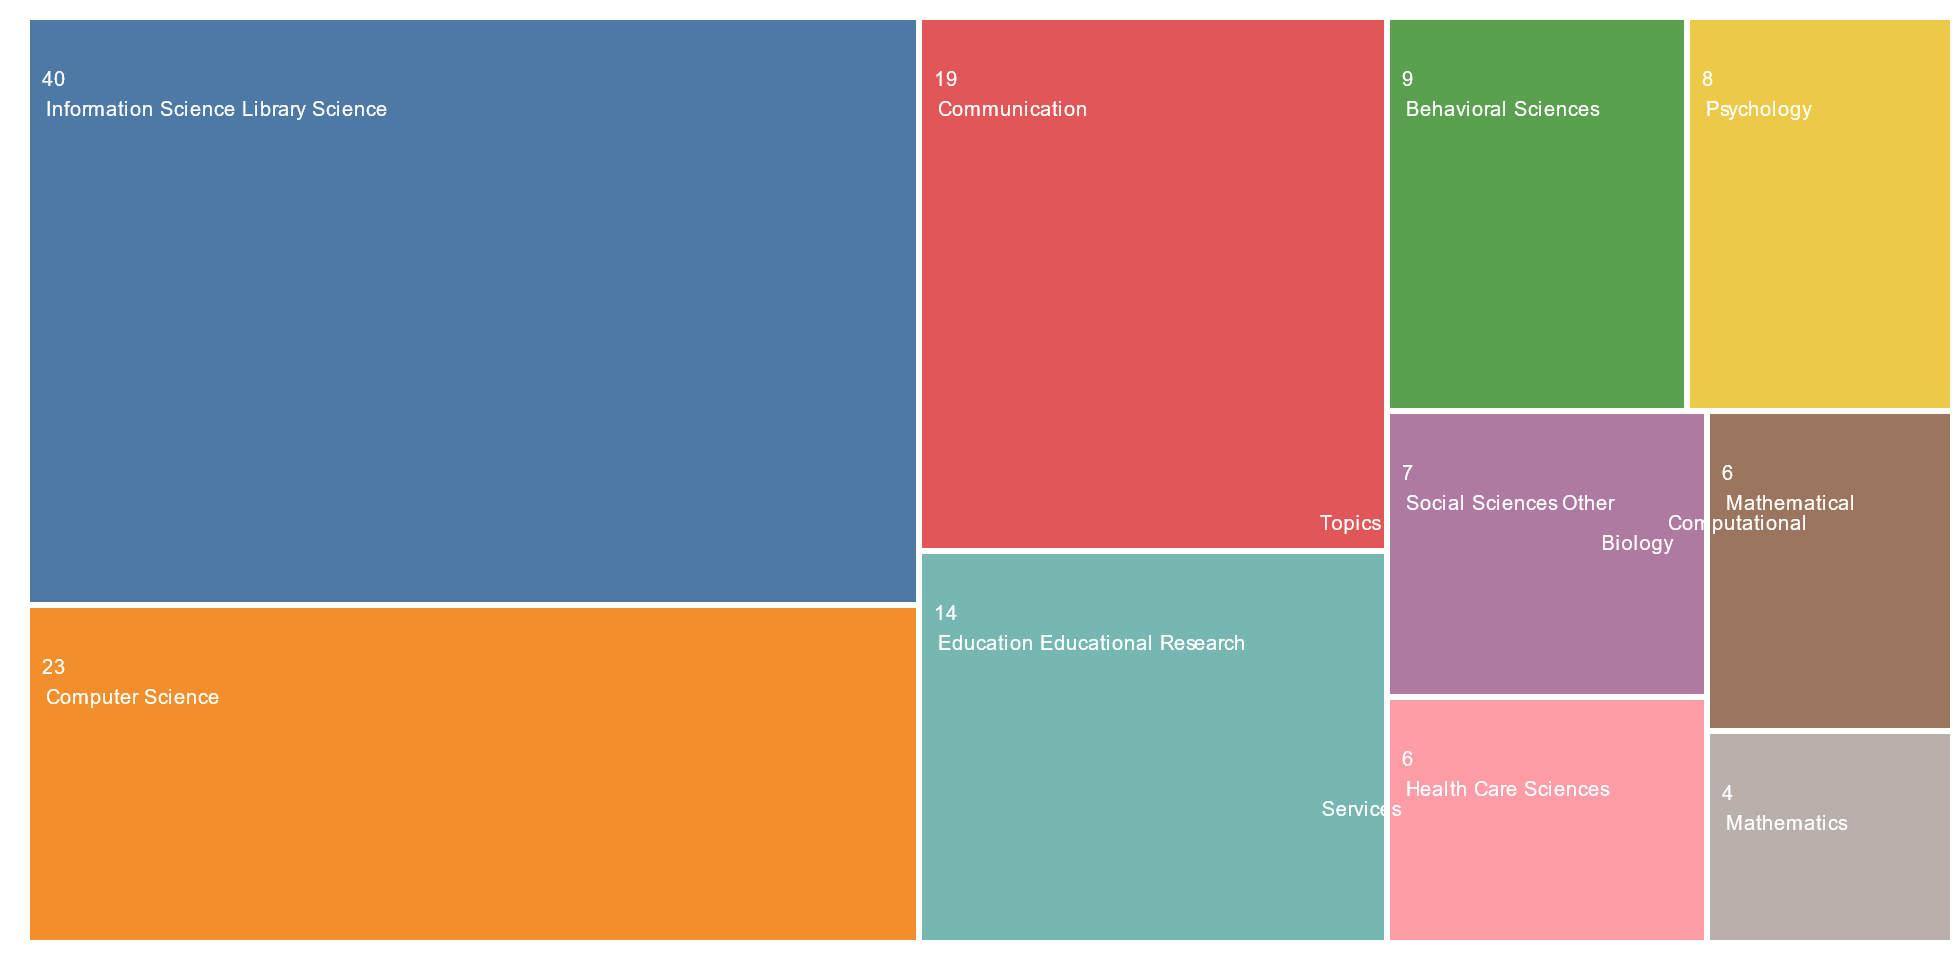 40
Information Science Library Science
19
Communication
9
Behavioral Sciences
8
Psychology
7
Social Sciences Other
Topics
6
Mathematical
Computational
Biology
23
Computer Science
14
Education Educational Research
6
Health Care Sciences
Services
4
Mathematics